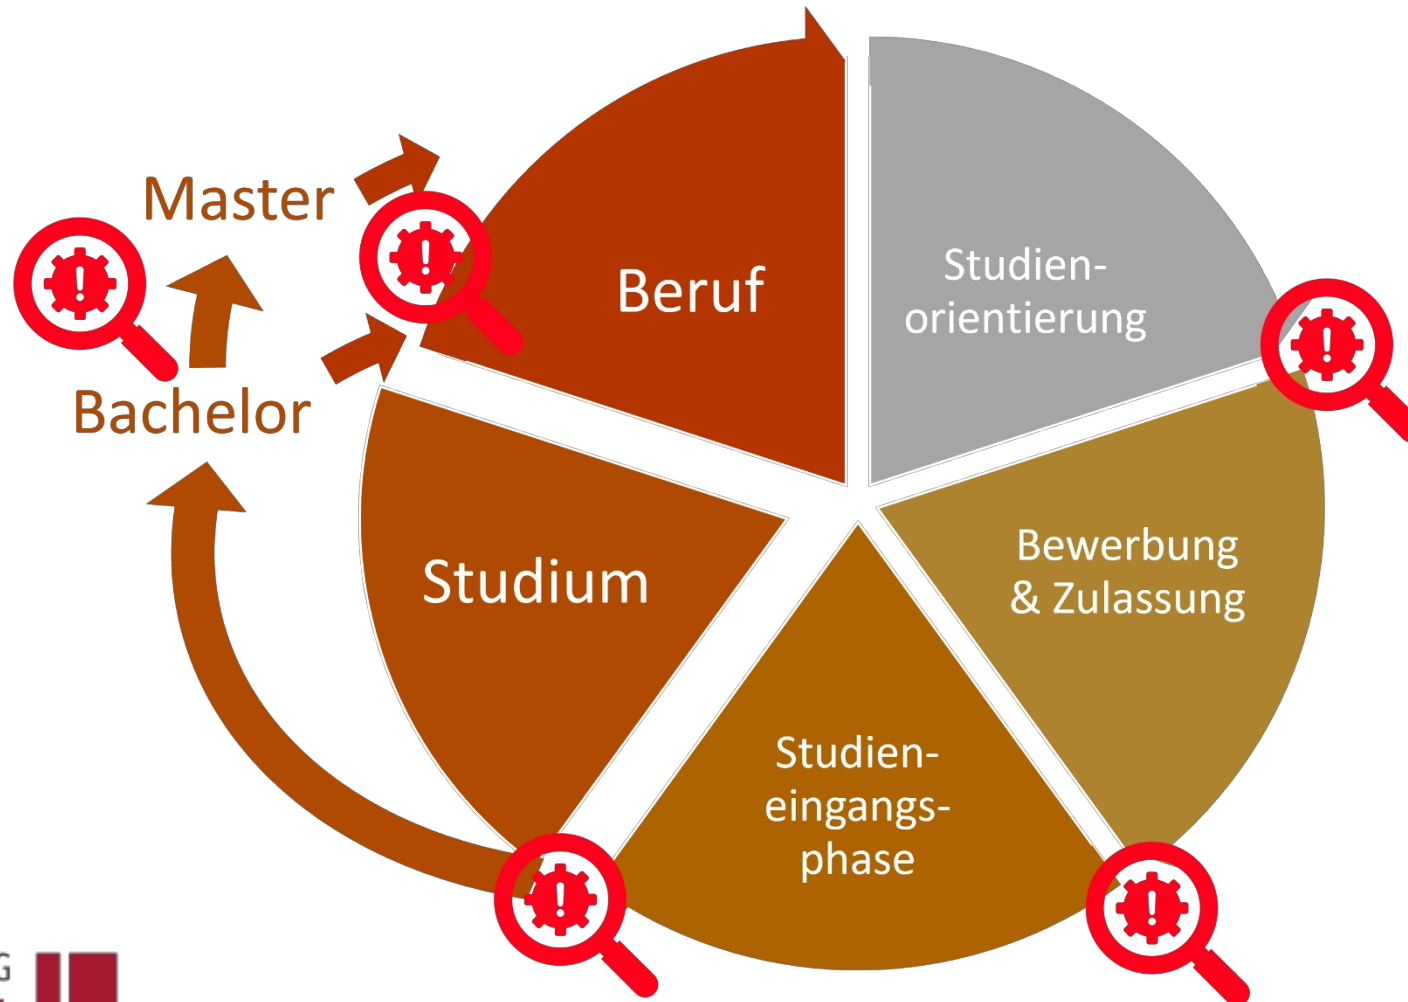 Master
Bachelor
Beruf
Studien-
orientierung
Bewerbung
& Zulassung
Studien-
eingangs-
phase
Studium
!
!
!
!
!
G